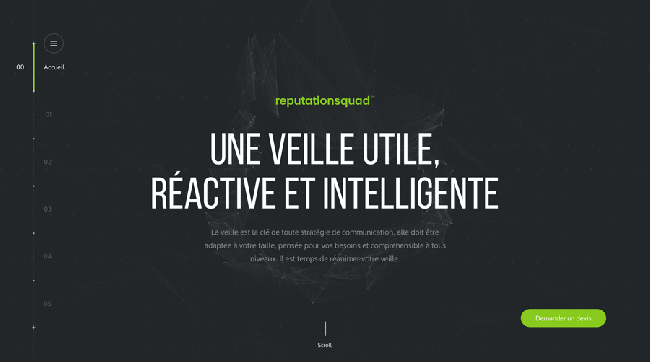 00
Accueil
01
02
03
04
05
reputationsquad™
UNE VEILLE UTILE,
RÉACTIVE ET INTELLIGENTE
La veille est la clé de toute stratégie de communication, elle doit être
adaptée à votre taille, pensée pour vos besoins et compréhensible à tous
niveaux. Il est temps de réanimer votre veille.
Demander un devis
Scroll